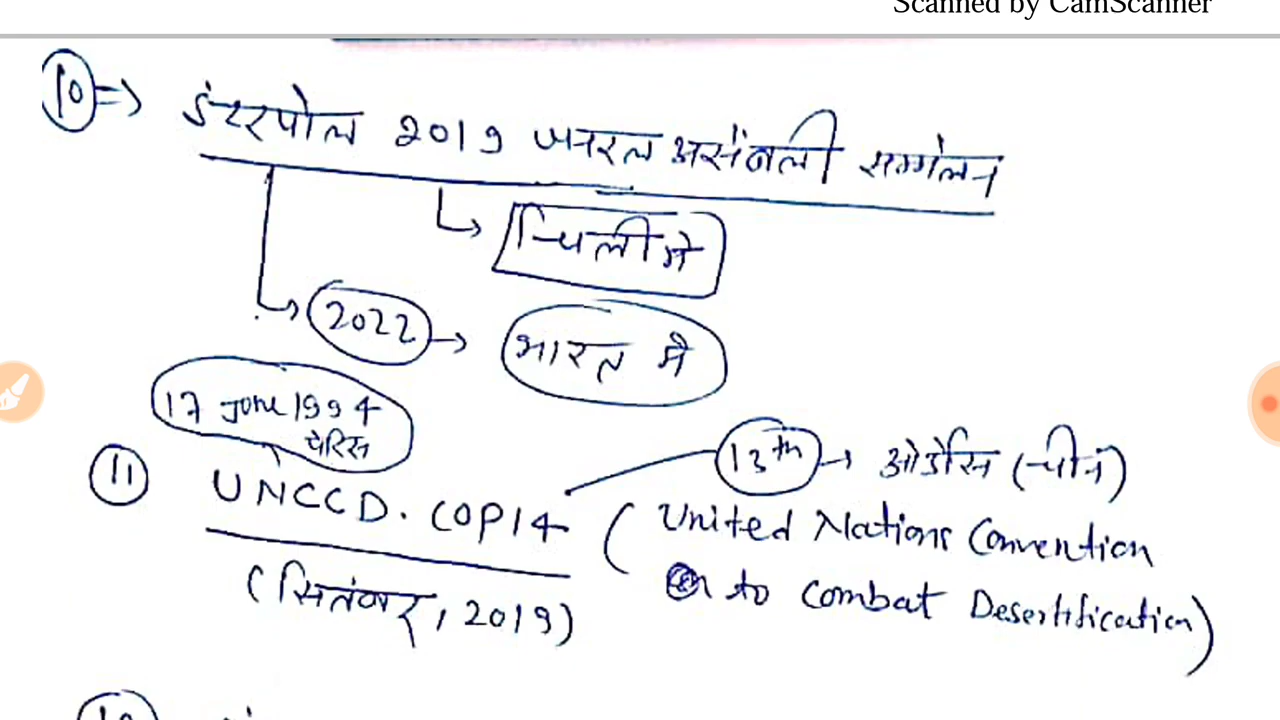 Scanned by CamScanner
10 => इंटरपोल 2019 जनरल असेंबली सम्मेलन
चिली में
2022 → भारत में
17 June 1994
पेरिस
13th → ओर्डोस (चीन)
11 UNCCD. COP14 (United Nations Convention
to Combat Desertification)
(सितंबर, 2019)